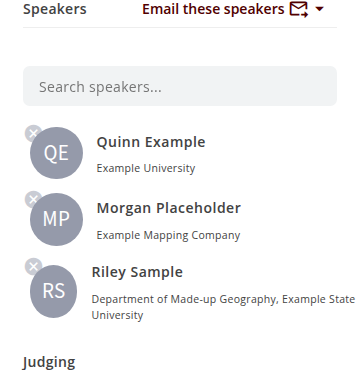 Speakers
Email these speakers
Search speakers...
QE
Quinn Example
Example University
MP
Morgan Placeholder
Example Mapping Company
RS
Riley Sample
Department of Made-up Geography, Example State
University
Judging